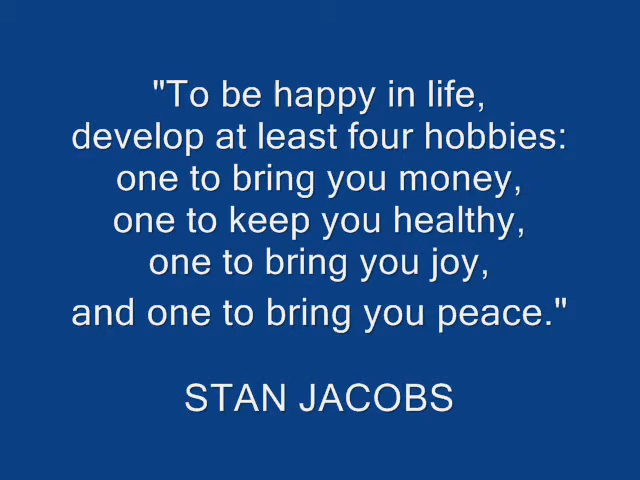 "To be happy in life,
develop at least four hobbies:
one to bring you money,
one to keep you healthy,
one to bring you joy,
and one to bring you peace."
STAN JACOBS